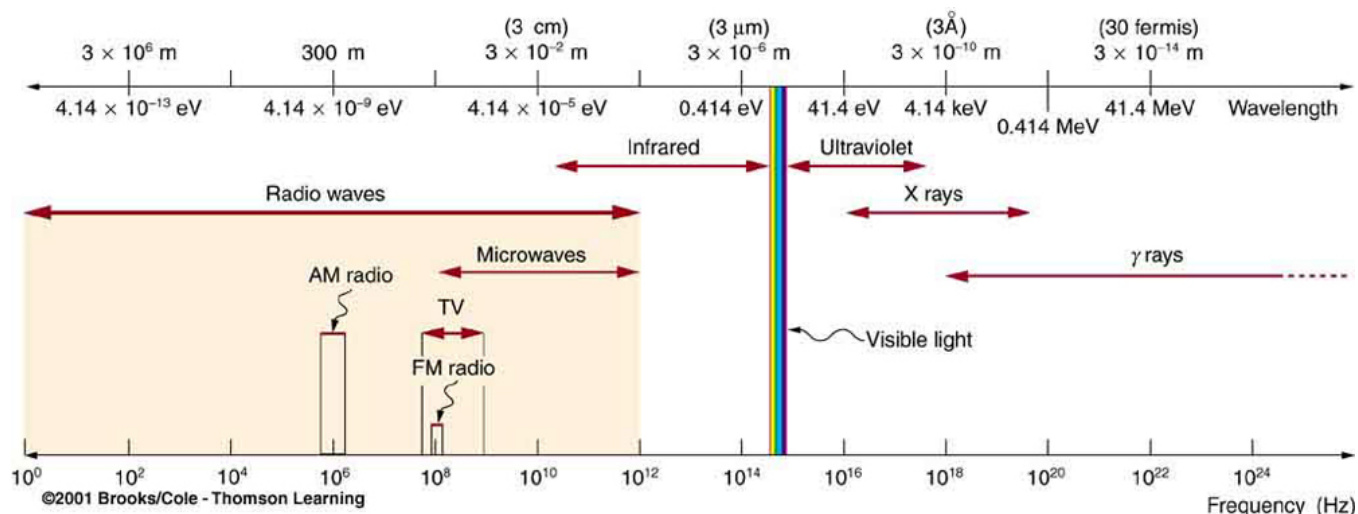 (3 cm) (3 μm) (3Å) (30 fermis)
3 × 10⁶ m 300 m 3 × 10⁻² m 3 × 10⁻⁶ m 3 × 10⁻¹⁰ m 3 × 10⁻¹⁴ m
4.14 × 10⁻¹³ eV 4.14 × 10⁻⁹ eV 4.14 × 10⁻⁵ eV 0.414 eV 41.4 eV 4.14 keV 41.4 MeV Wavelength
0.414 MeV
Infrared Ultraviolet
Radio waves X rays
Microwaves γ rays
AM radio
TV
Visible light
FM radio
10⁰ 10² 10⁴ 10⁶ 10⁸ 10¹⁰ 10¹² 10¹⁴ 10¹⁶ 10¹⁸ 10²⁰ 10²² 10²⁴
©2001 Brooks/Cole - Thomson Learning
Frequency (Hz)